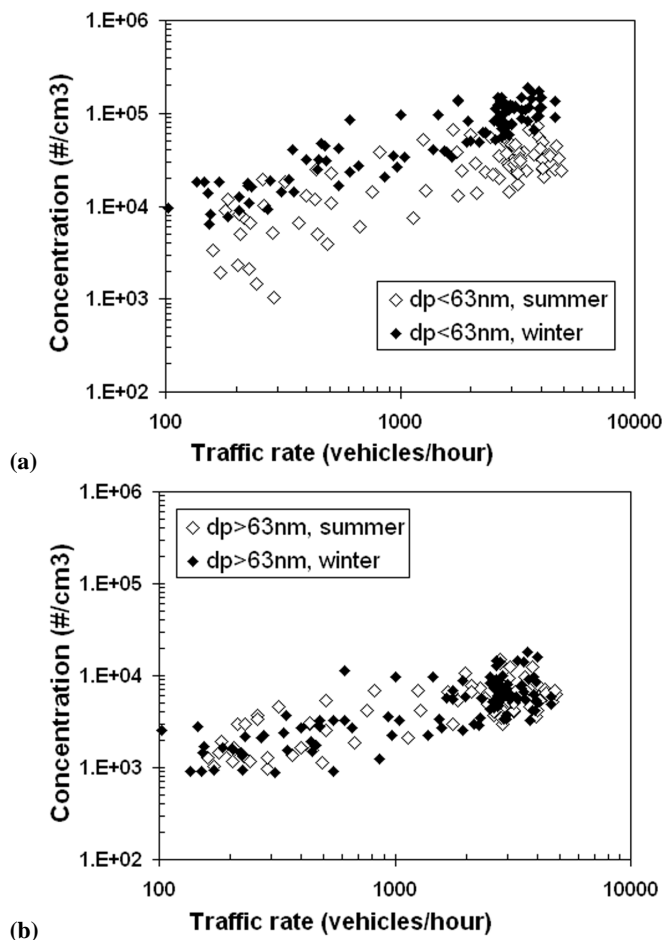 1.E+06
1.E+05
1.E+04
1.E+03
1.E+02
Concentration (#/cm3)
dp<63nm, summer
dp<63nm, winter
100 1000 10000
Traffic rate (vehicles/hour)
(a)
1.E+06
1.E+05
1.E+04
1.E+03
1.E+02
Concentration (#/cm3)
dp>63nm, summer
dp>63nm, winter
100 1000 10000
Traffic rate (vehicles/hour)
(b)